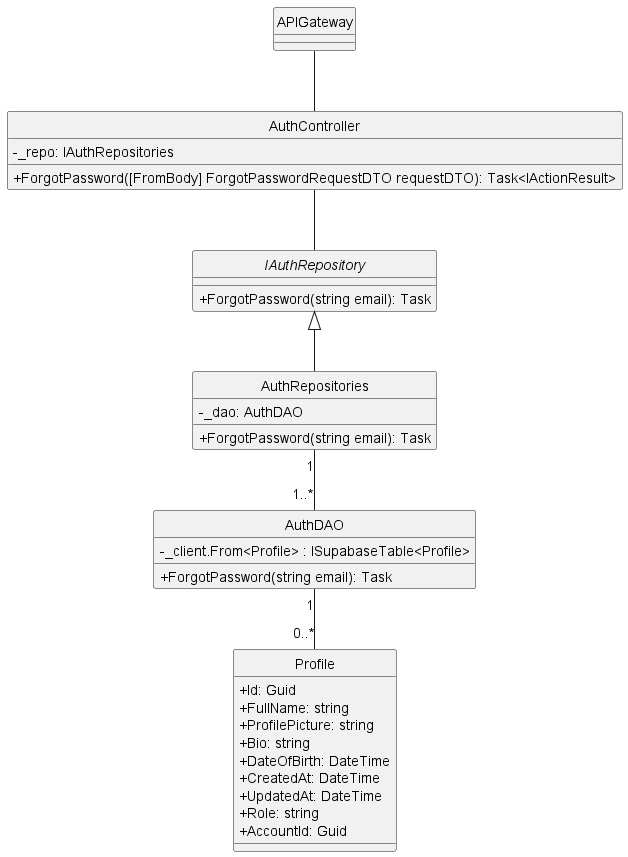 APIGateway
AuthController
-_repo: IAuthRepositories
+ForgotPassword([FromBody] ForgotPasswordRequestDTO requestDTO): Task<IActionResult>
IAuthRepository
+ForgotPassword(string email): Task
AuthRepositories
-_dao: AuthDAO
+ForgotPassword(string email): Task
1
1..*
AuthDAO
-_client.From<Profile> : ISupabaseTable<Profile>
+ForgotPassword(string email): Task
1
0..*
Profile
+Id: Guid
+FullName: string
+ProfilePicture: string
+Bio: string
+DateOfBirth: DateTime
+CreatedAt: DateTime
+UpdatedAt: DateTime
+Role: string
+AccountId: Guid